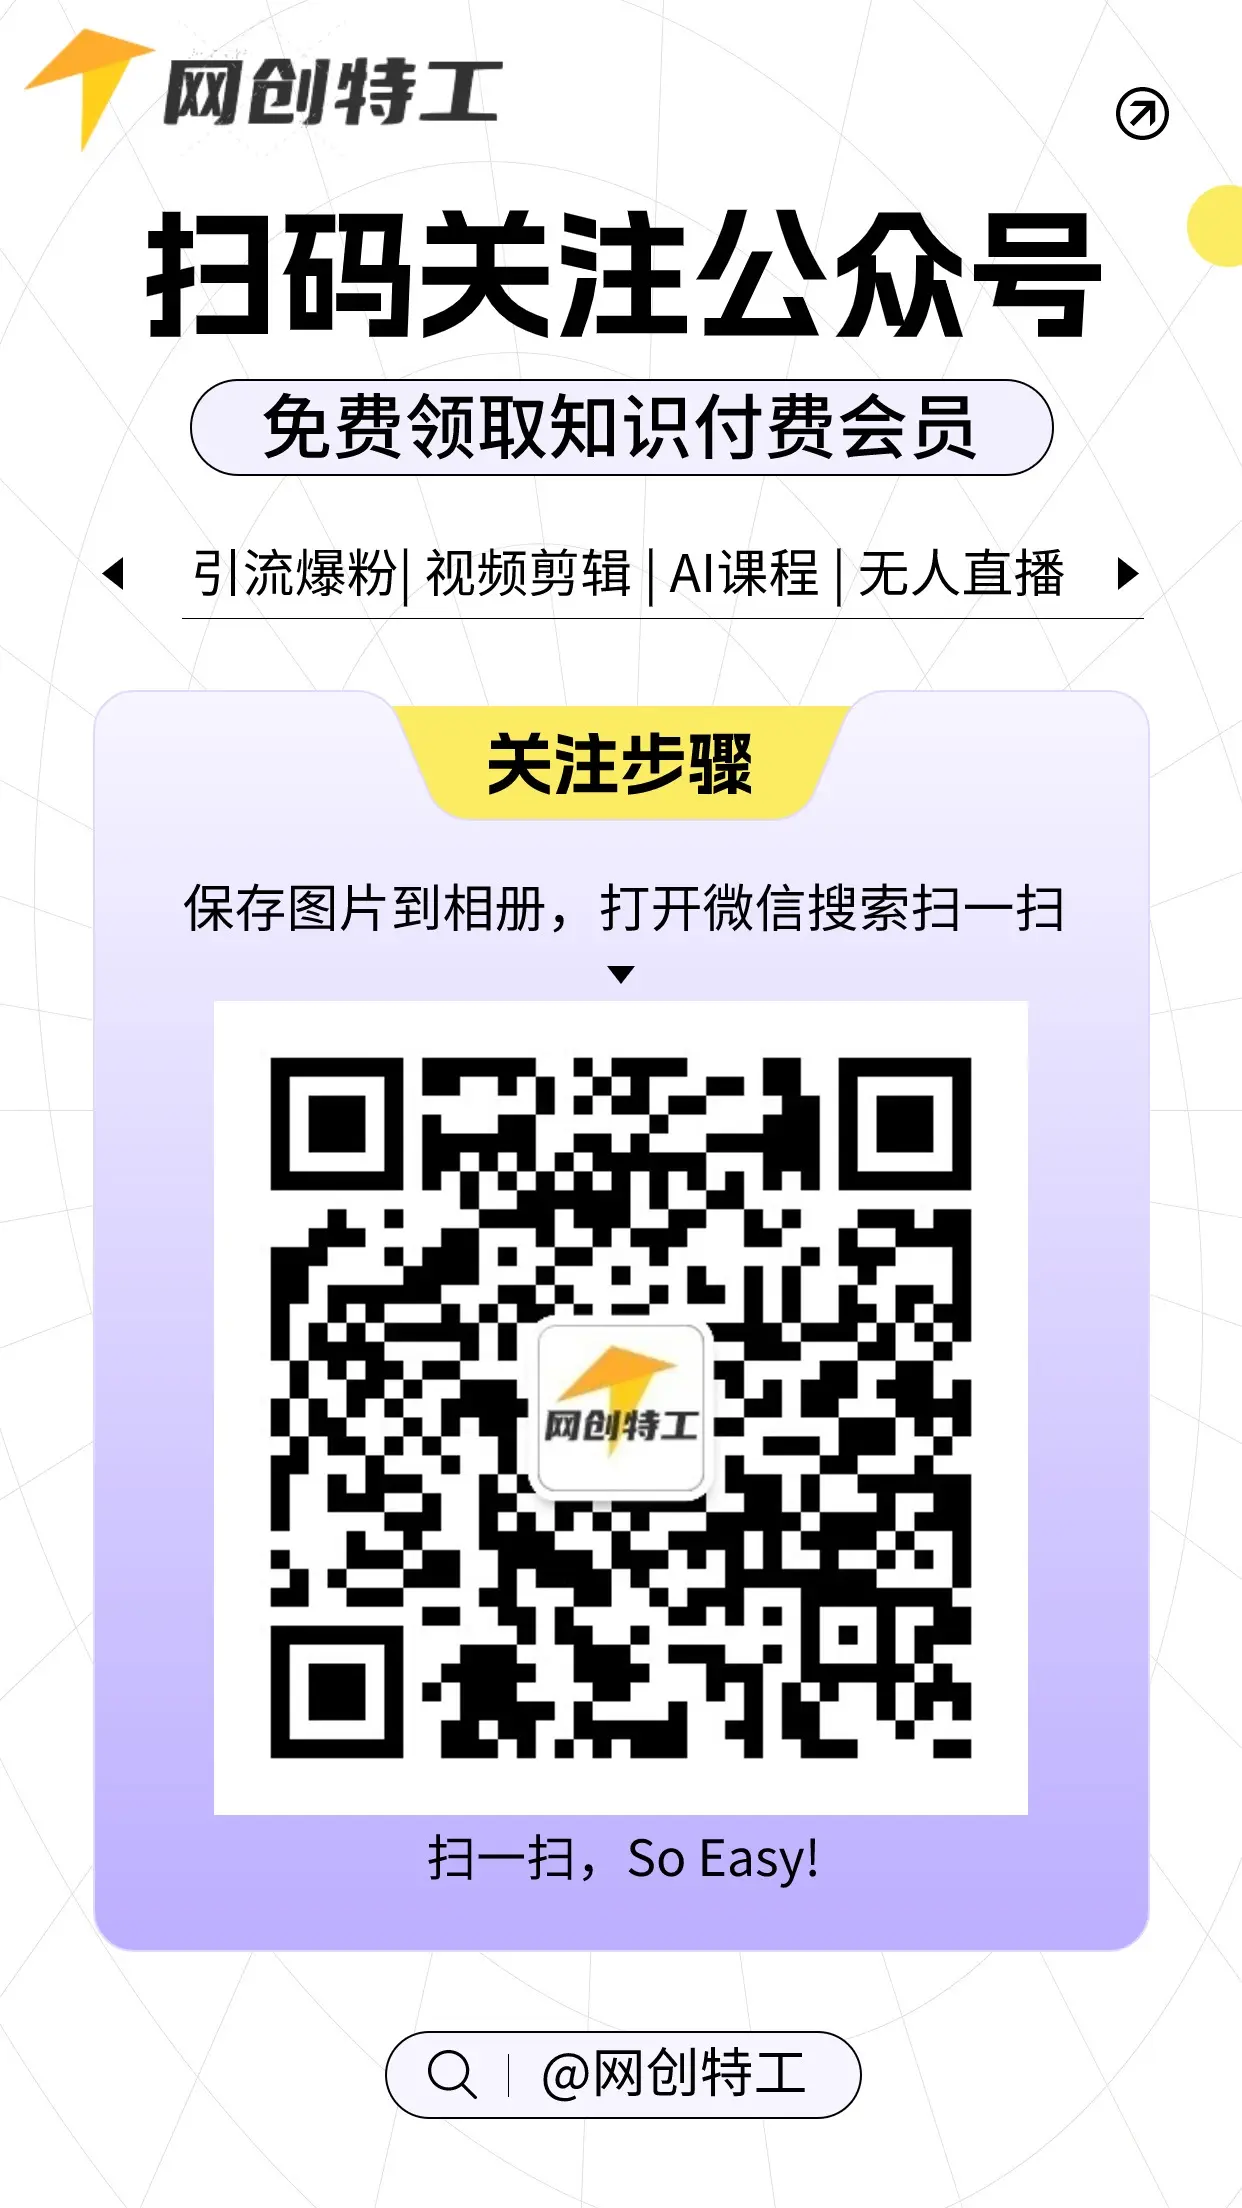 网创特工
扫码关注公众号
免费领取知识付费会员
引流爆粉| 视频剪辑 | AI课程 | 无人直播
关注步骤
保存图片到相册，打开微信搜索扫一扫
网创特工
扫一扫，So Easy!
@网创特工